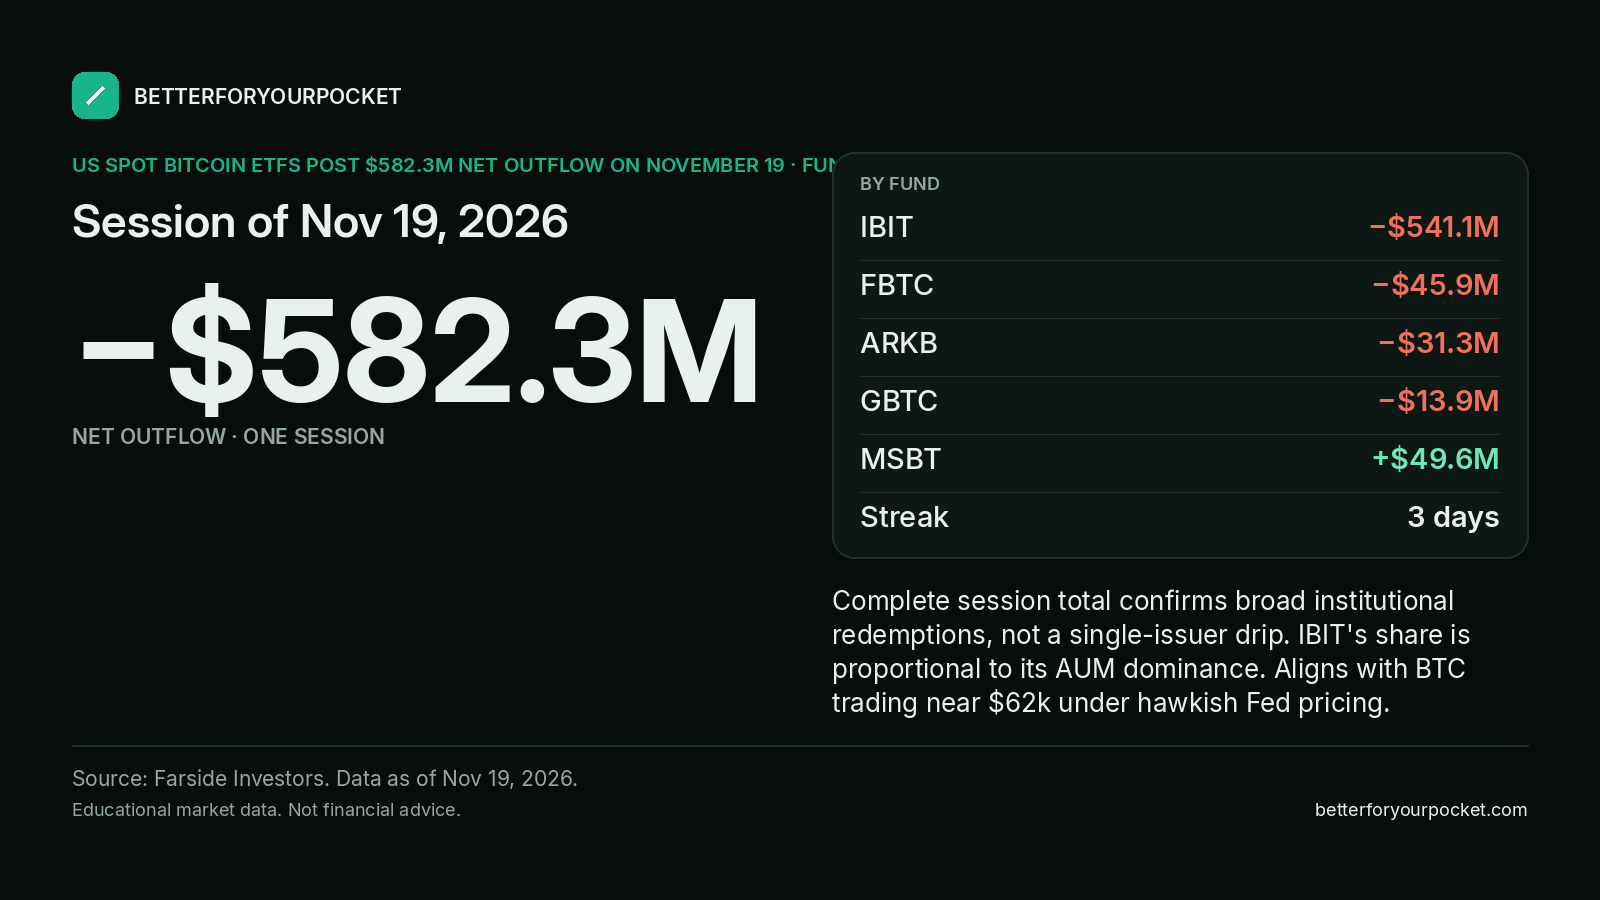 BETTERFORYOURPOCKET
US SPOT BITCOIN ETFS POST $582.3M NET OUTFLOW ON NOVEMBER 19 · FUN
Session of Nov 19, 2026
−$582.3M
NET OUTFLOW · ONE SESSION
BY FUND
IBIT −$541.1M
FBTC −$45.9M
ARKB −$31.3M
GBTC −$13.9M
MSBT +$49.6M
Streak 3 days
Complete session total confirms broad institutional
redemptions, not a single-issuer drip. IBIT's share is
proportional to its AUM dominance. Aligns with BTC
trading near $62k under hawkish Fed pricing.
Source: Farside Investors. Data as of Nov 19, 2026.
Educational market data. Not financial advice.
betterforyourpocket.com